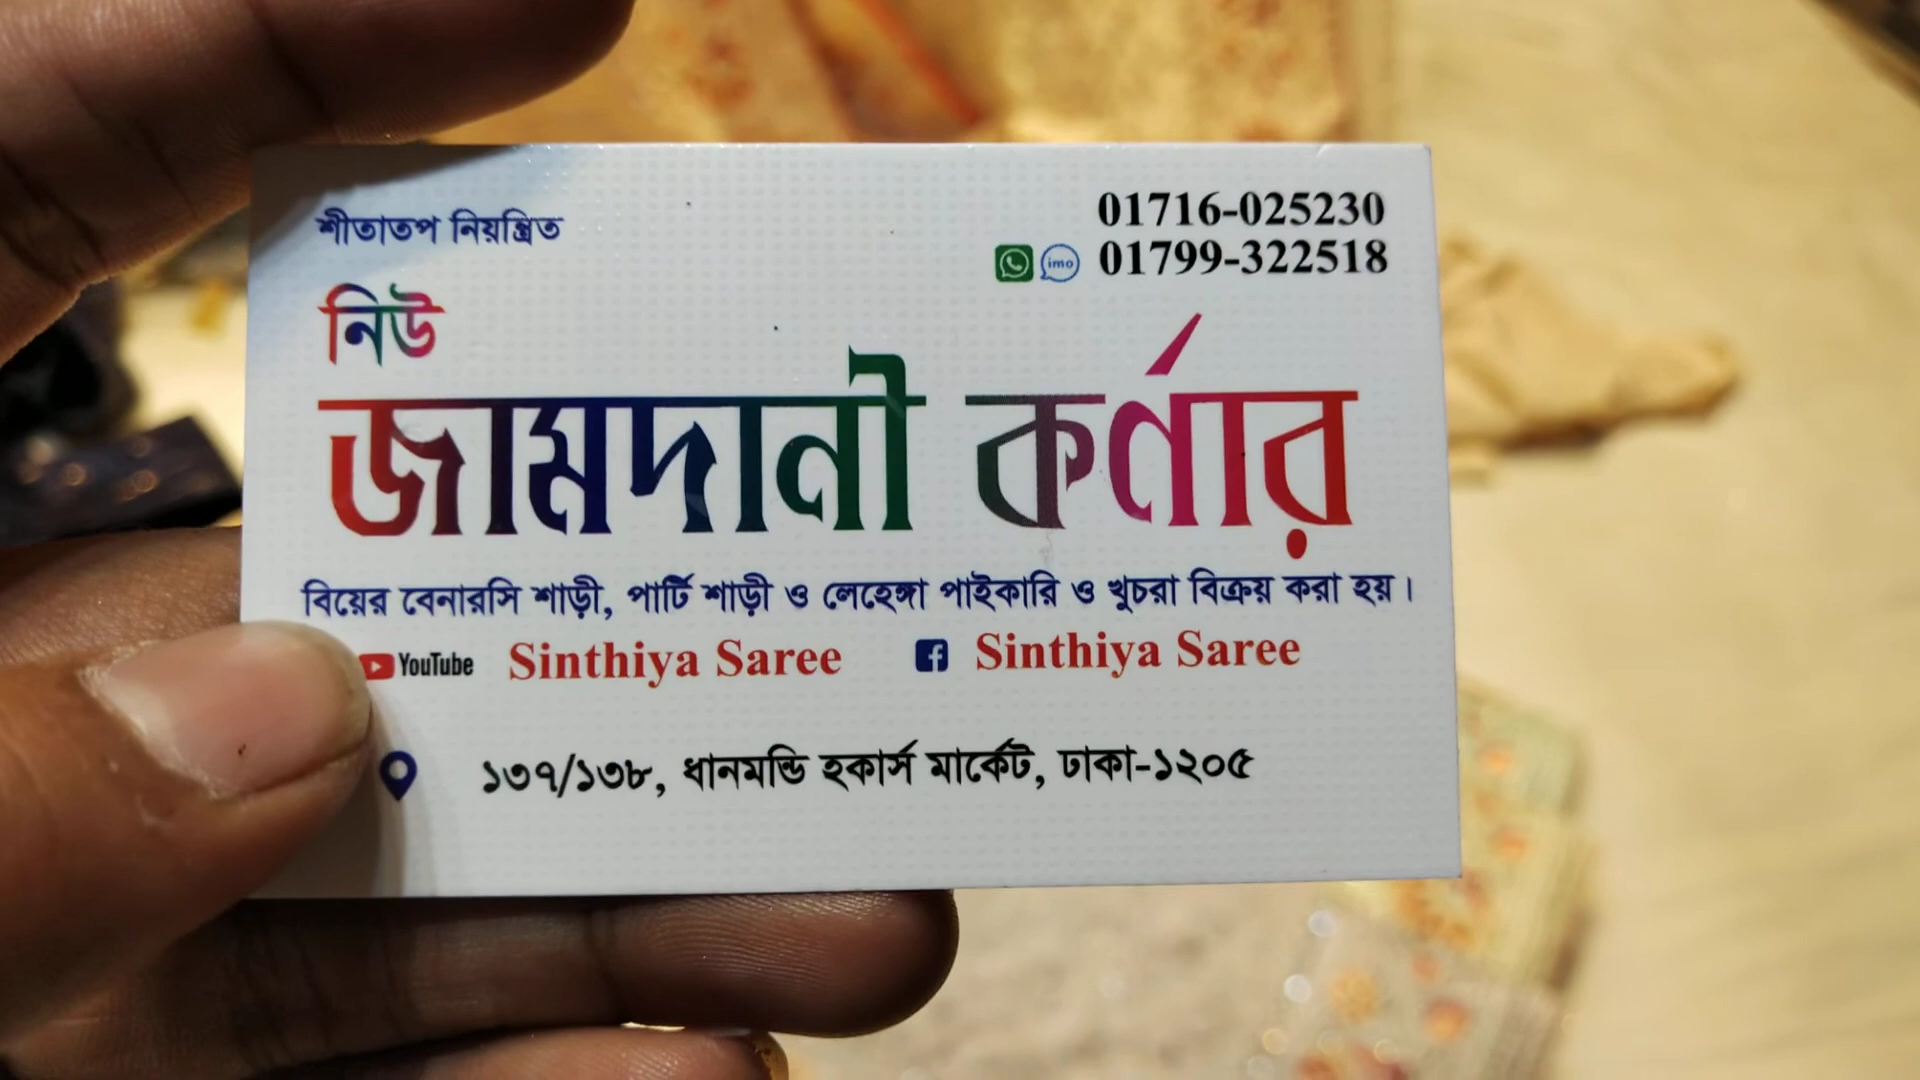 শীতাতপ নিয়ন্ত্রিত
01716-025230
imo 01799-322518
নিউ
জামদানী কর্ণার
বিয়ের বেনারসি শাড়ী, পার্টি শাড়ী ও লেহেঙ্গা পাইকারি ও খুচরা বিক্রয় করা হয়।
YouTube Sinthiya Saree Sinthiya Saree
১৩৭/১৩৮, ধানমন্ডি হকার্স মার্কেট, ঢাকা-১২০৫